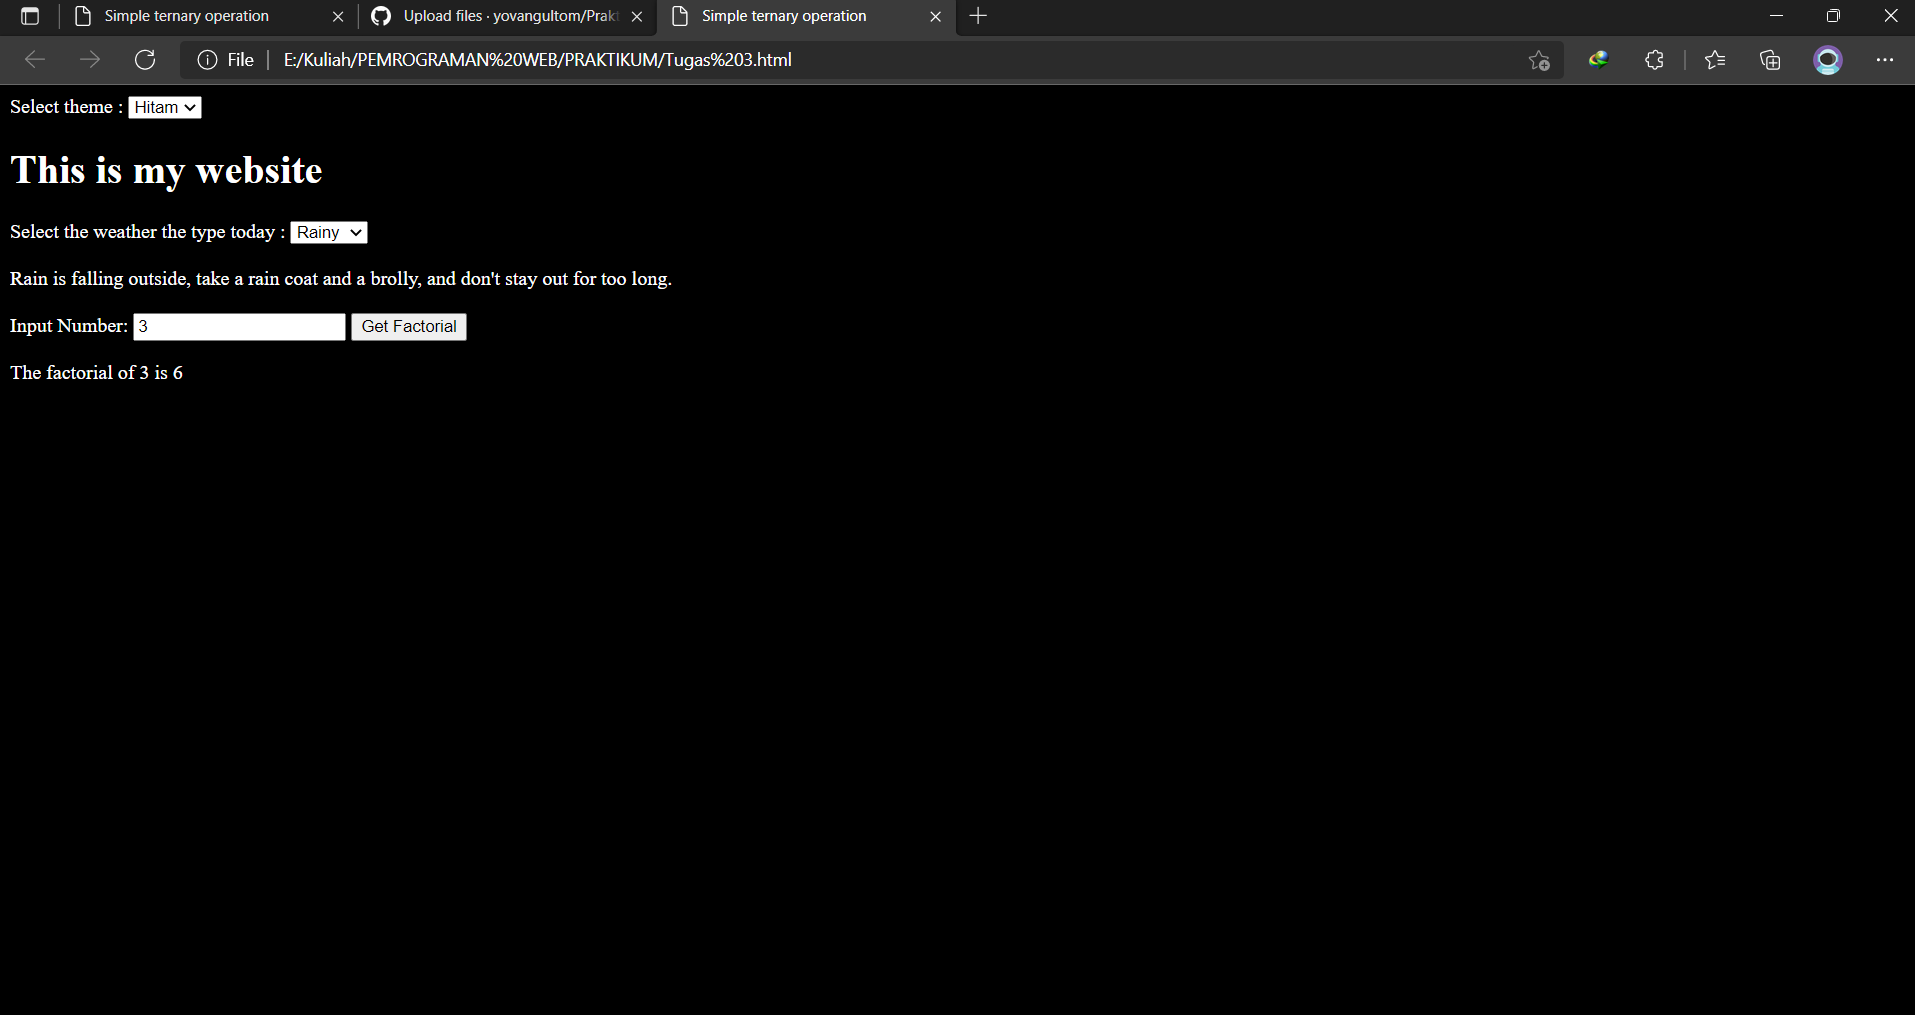 Simple ternary operation
Upload files · yovangultom/Prakt
Simple ternary operation
File E:/Kuliah/PEMROGRAMAN%20WEB/PRAKTIKUM/Tugas%203.html
Select theme : Hitam
This is my website
Select the weather the type today : Rainy
Rain is falling outside, take a rain coat and a brolly, and don't stay out for too long.
Input Number: 3 Get Factorial
The factorial of 3 is 6